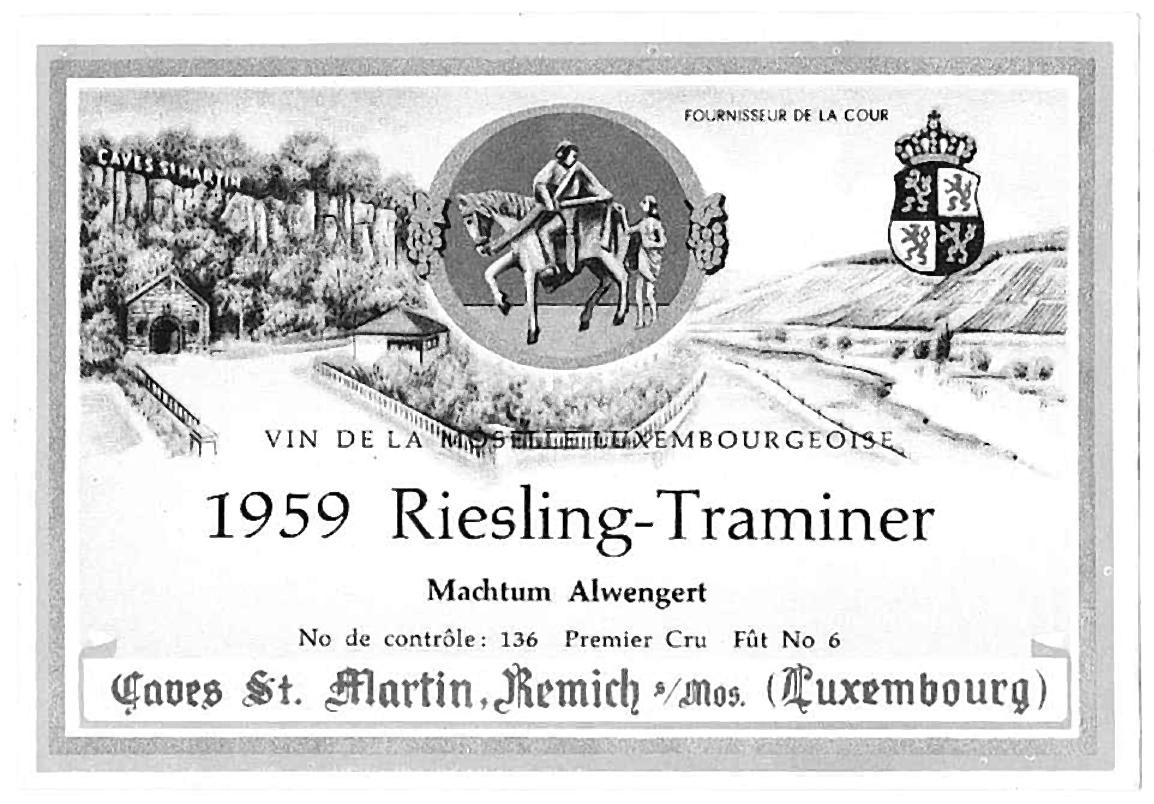 FOURNISSEUR DE LA COUR
CAVES ST MARTIN
VIN DE LA MOSELLE LUXEMBOURGEOISE
1959 Riesling-Traminer
Machtum Alwengert
No de contrôle: 136 Premier Cru Fût No 6
Caves St. Martin, Remich s/Mos. (Luxembourg)